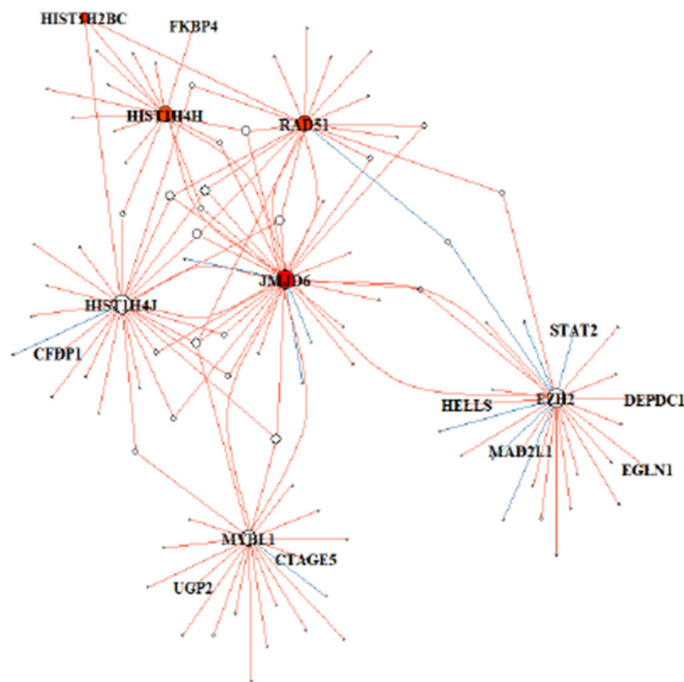 HIST1H2BC
FKBP4
HIST1H4H
RAD51
JMJD6
HIST1H4J
STAT2
CFDP1
EZH2
DEPDC1
HELLS
MAD2L1
EGLN1
MYBL1
CTAGE5
UGP2